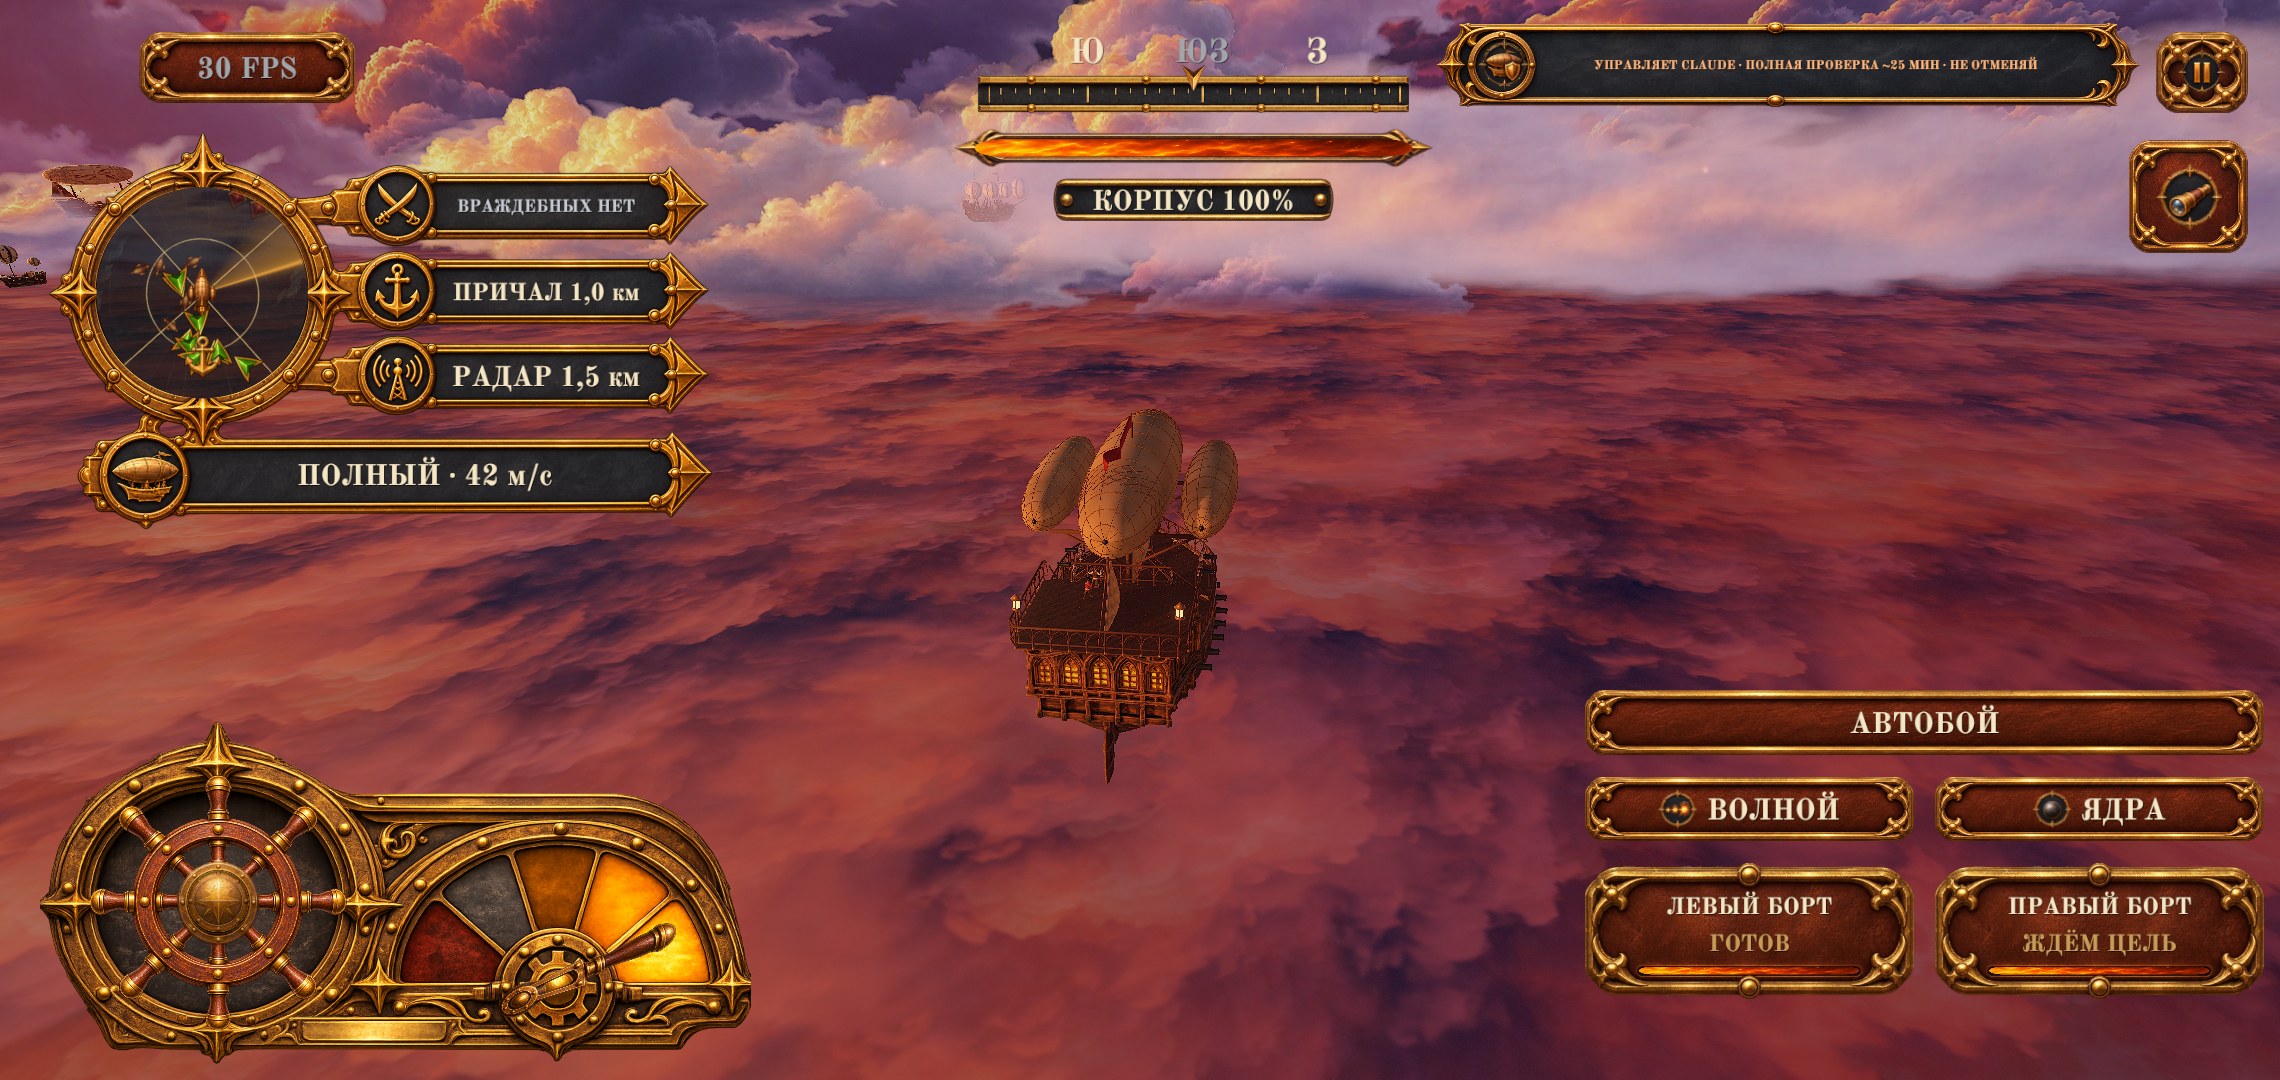 30 FPS
Ю ЮЗ З
УПРАВЛЯЕТ CLAUDE · ПОЛНАЯ ПРОВЕРКА ~25 МИН · НЕ ОТМЕНЯЙ
КОРПУС 100%
ВРАЖДЕБНЫХ НЕТ
ПРИЧАЛ 1,0 км
РАДАР 1,5 км
ПОЛНЫЙ · 42 м/с
АВТОБОЙ
ВОЛНОЙ
ЯДРА
ЛЕВЫЙ БОРТ
ГОТОВ
ПРАВЫЙ БОРТ
ЖДЁМ ЦЕЛЬ